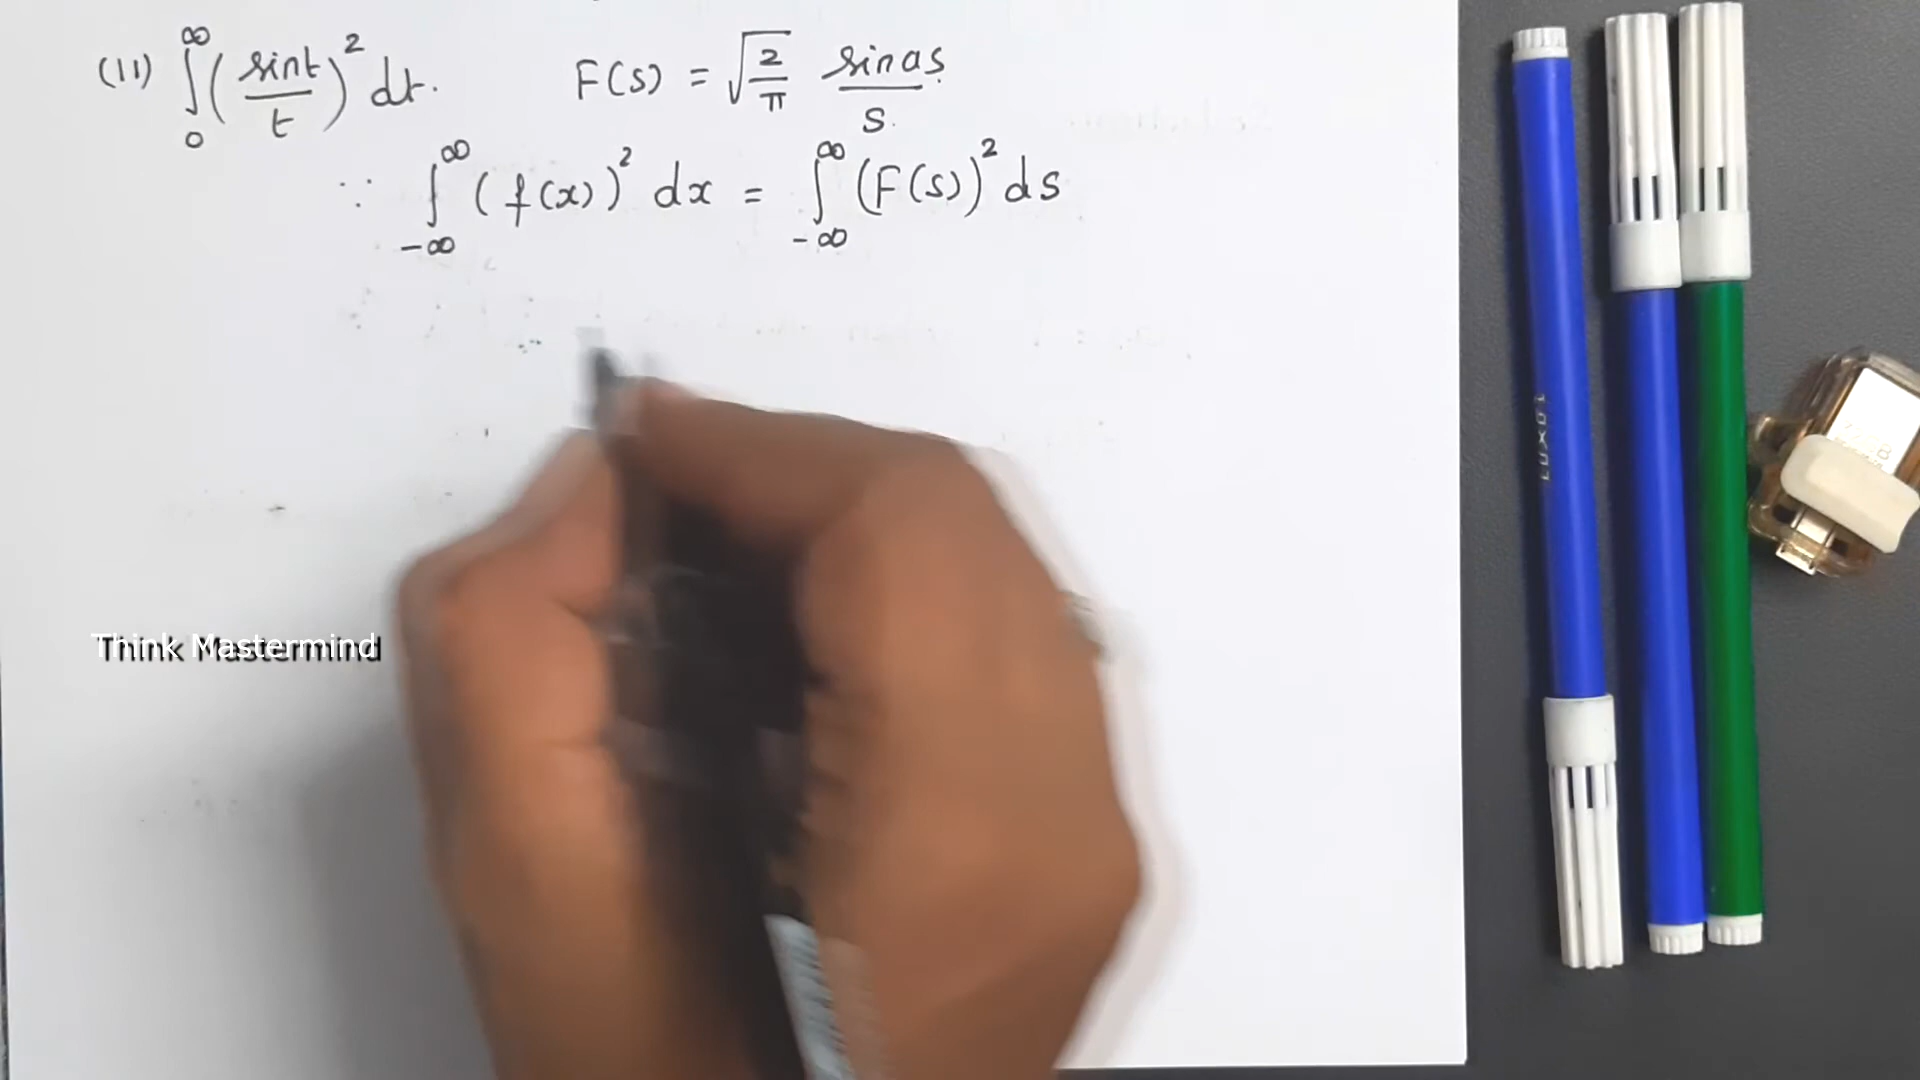 (11) ∫₀^∞ (sint/t)² dt. F(s) = √(2/π) sinas/s.
∵ ∫_{-∞}^{∞} (f(x))² dx = ∫_{-∞}^{∞} (F(s))² ds
Think Mastermind
LUXOR